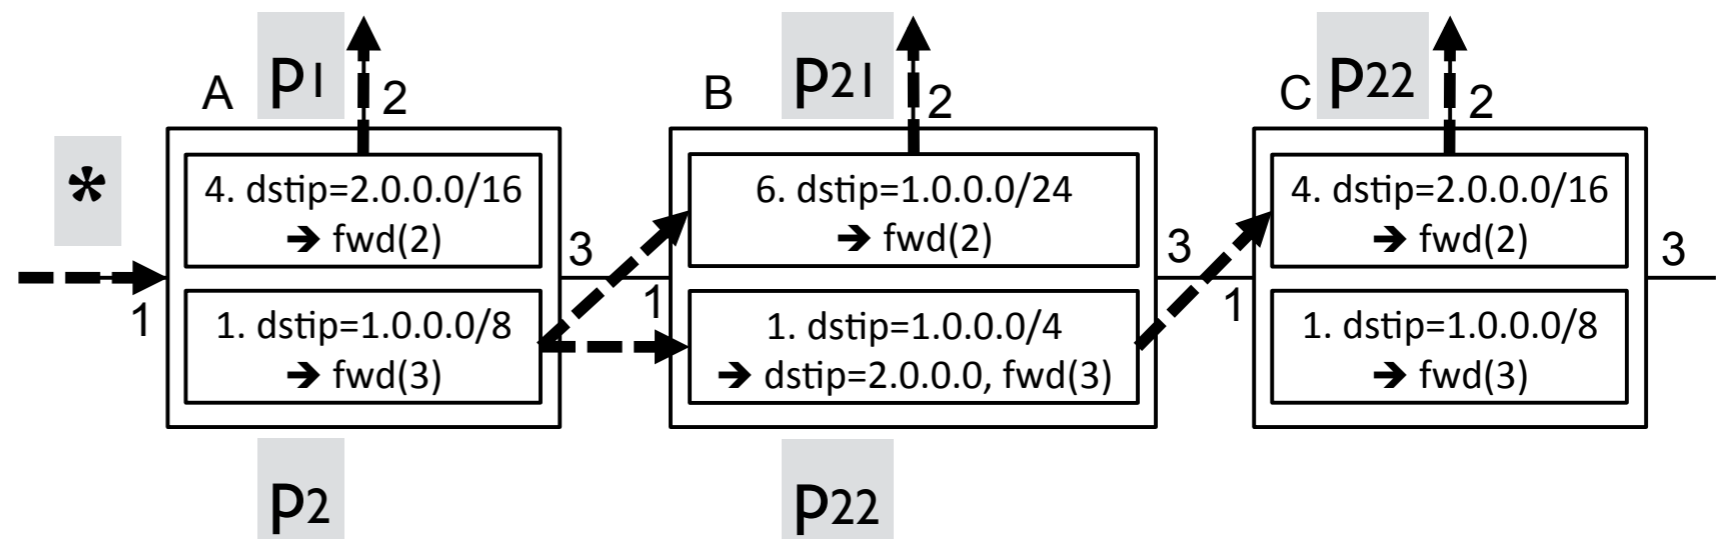 A p1 2 B p21 2 C p22 2
*
4. dstip=2.0.0.0/16
➔ fwd(2)
1. dstip=1.0.0.0/8
➔ fwd(3)
1
3
1
6. dstip=1.0.0.0/24
➔ fwd(2)
1. dstip=1.0.0.0/4
➔ dstip=2.0.0.0, fwd(3)
3
1
4. dstip=2.0.0.0/16
➔ fwd(2)
1. dstip=1.0.0.0/8
➔ fwd(3)
3
p2 p22